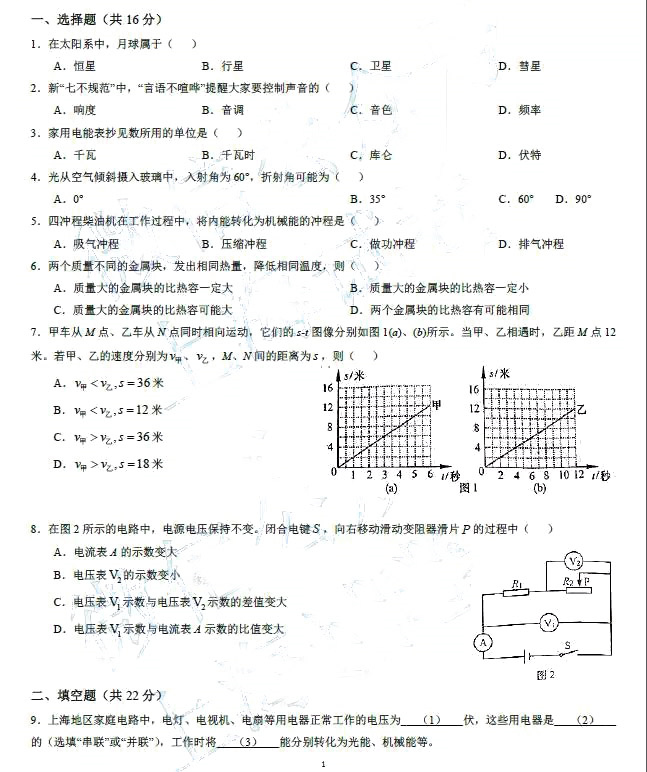 一、选择题（共 16 分）
1．在太阳系中，月球属于（　　）
A．恒星　B．行星　C．卫星　D．彗星
2．新“七不规范”中，“言语不喧哗”提醒大家要控制声音的（　　）
A．响度　B．音调　C．音色　D．频率
3．家用电能表抄见数所用的单位是（　　）
A．千瓦　B．千瓦时　C．库仑　D．伏特
4．光从空气倾斜摄入玻璃中，入射角为 60°，折射角可能为（　　）
A．0°　B．35°　C．60°　D．90°
5．四冲程柴油机在工作过程中，将内能转化为机械能的冲程是（　　）
A．吸气冲程　B．压缩冲程　C．做功冲程　D．排气冲程
6．两个质量不同的金属块，发出相同热量，降低相同温度，则（　　）
A．质量大的金属块的比热容一定大　B．质量大的金属块的比热容一定小
C．质量大的金属块的比热容可能大　D．两个金属块的比热容有可能相同
7．甲车从 M 点、乙车从 N 点同时相向运动，它们的 s-t 图像分别如图 1(a)、(b)所示。当甲、乙相遇时，乙距 M 点 12
米。若甲、乙的速度分别为 v甲、v乙，M、N 间的距离为 s，则（　　）
A．v甲 < v乙, s = 36 米
B．v甲 < v乙, s = 12 米
C．v甲 > v乙, s = 36 米
D．v甲 > v乙, s = 18 米
s/米
16
12
8
4
0 1 2 3 4 5 6 t/秒
甲
(a)
图1
s/米
16
12
8
4
0 2 4 6 8 10 12 t/秒
乙
(b)
8．在图 2 所示的电路中，电源电压保持不变。闭合电键 S，向右移动滑动变阻器滑片 P 的过程中（　　）
A．电流表 A 的示数变大
B．电压表 V₂ 的示数变小
C．电压表 V₁ 示数与电压表 V₂ 示数的差值变大
D．电压表 V₁ 示数与电流表 A 示数的比值变大
V₂
R₁ R₂ P
V₁
A
S
图 2
二、填空题（共 22 分）
9．上海地区家庭电路中，电灯、电视机、电扇等用电器正常工作的电压为＿＿(1)＿＿伏，这些用电器是＿＿(2)＿＿
的（选填“串联”或“并联”），工作时将＿＿(3)＿＿能分别转化为光能、机械能等。
1